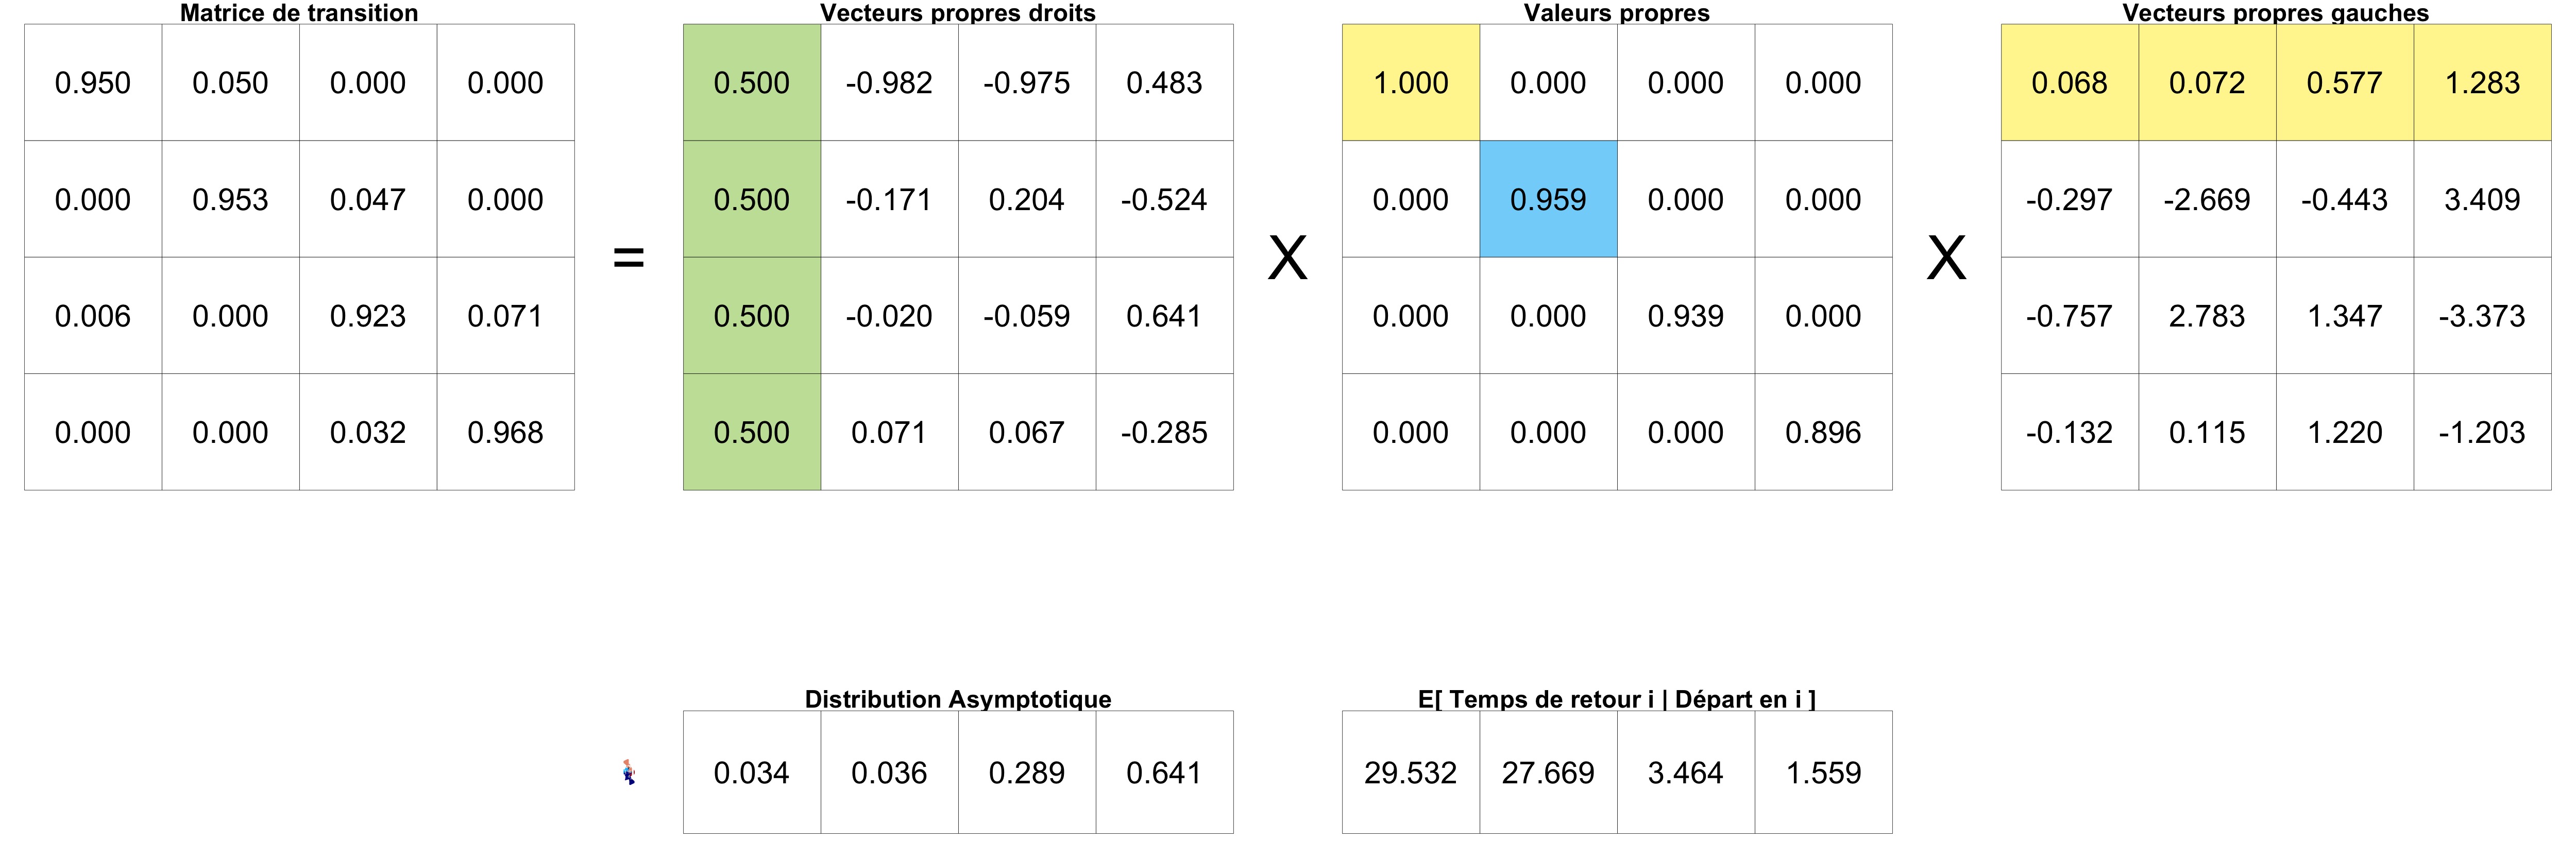 Matrice de transition Vecteurs propres droits Valeurs propres Vecteurs propres gauches
0.950 0.050 0.000 0.000 0.500 -0.982 -0.975 0.483 1.000 0.000 0.000 0.000 0.068 0.072 0.577 1.283
0.000 0.953 0.047 0.000 0.500 -0.171 0.204 -0.524 0.000 0.959 0.000 0.000 -0.297 -2.669 -0.443 3.409
= X X
0.006 0.000 0.923 0.071 0.500 -0.020 -0.059 0.641 0.000 0.000 0.939 0.000 -0.757 2.783 1.347 -3.373
0.000 0.000 0.032 0.968 0.500 0.071 0.067 -0.285 0.000 0.000 0.000 0.896 -0.132 0.115 1.220 -1.203
Distribution Asymptotique E[ Temps de retour i | Départ en i ]
0.034 0.036 0.289 0.641 29.532 27.669 3.464 1.559